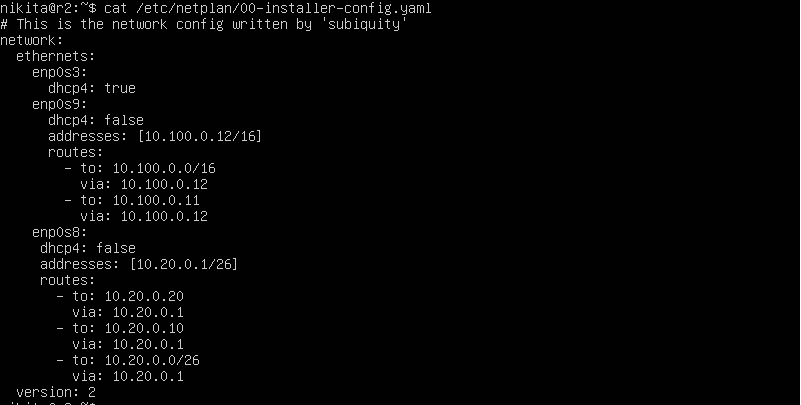 nikita@r2:~$ cat /etc/netplan/00-installer-config.yaml
# This is the network config written by 'subiquity'
network:
  ethernets:
    enp0s3:
      dhcp4: true
    enp0s9:
      dhcp4: false
      addresses: [10.100.0.12/16]
      routes:
        - to: 10.100.0.0/16
          via: 10.100.0.12
        - to: 10.100.0.11
          via: 10.100.0.12
    enp0s8:
     dhcp4: false
     addresses: [10.20.0.1/26]
     routes:
       - to: 10.20.0.20
         via: 10.20.0.1
       - to: 10.20.0.10
         via: 10.20.0.1
       - to: 10.20.0.0/26
         via: 10.20.0.1
  version: 2